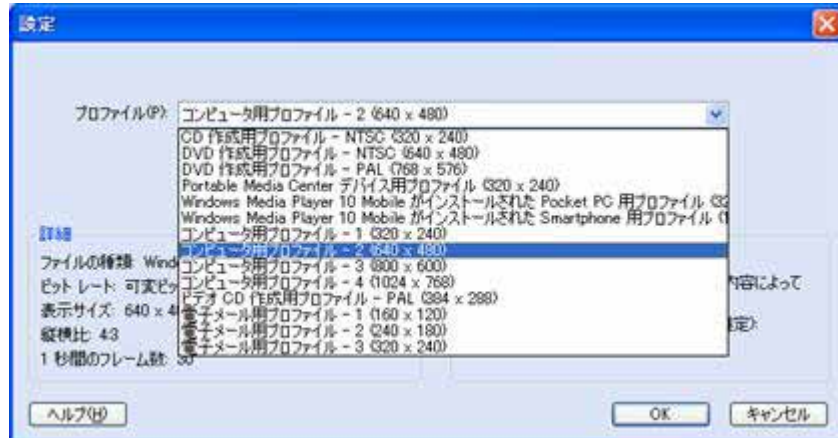 設定
プロファイル(P): コンピュータ用プロファイル - 2 (640 x 480)
CD 作成用プロファイル - NTSC (320 x 240)
DVD 作成用プロファイル - NTSC (640 x 480)
DVD 作成用プロファイル - PAL (768 x 576)
Portable Media Center デバイス用プロファイル (320 x 240)
Windows Media Player 10 Mobile がインストールされた Pocket PC 用プロファイル (32
Windows Media Player 10 Mobile がインストールされた Smartphone 用プロファイル (1
コンピュータ用プロファイル - 1 (320 x 240)
コンピュータ用プロファイル - 2 (640 x 480)
コンピュータ用プロファイル - 3 (800 x 600)
コンピュータ用プロファイル - 4 (1024 x 768)
ビデオ CD 作成用プロファイル - PAL (384 x 288)
電子メール用プロファイル - 1 (160 x 120)
電子メール用プロファイル - 2 (240 x 180)
電子メール用プロファイル - 3 (320 x 240)
詳細
ファイルの種類: Wind
ビット レート: 可変ビッ
内容によって
表示サイズ: 640 x 4
定):
縦横比: 4:3
1 秒間のフレーム数: 30
ヘルプ(H)
OK
キャンセル